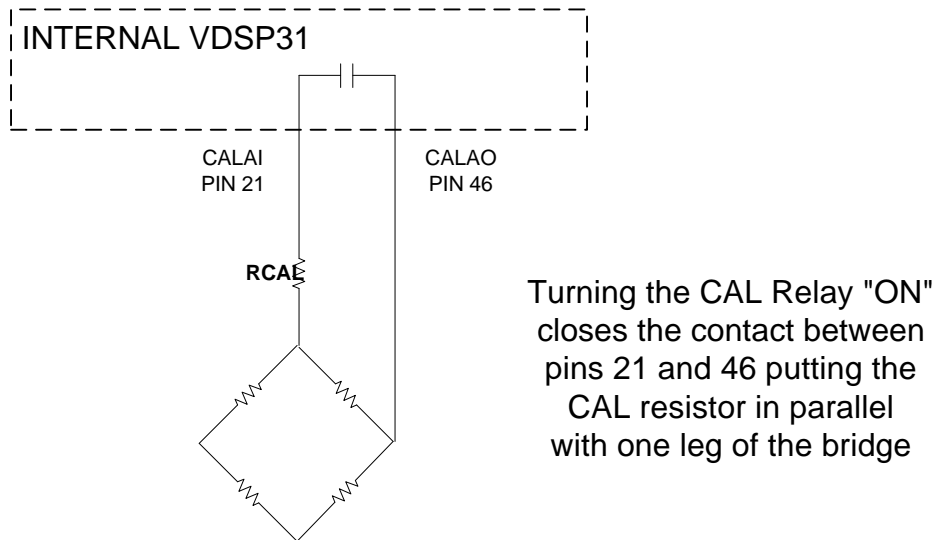 INTERNAL VDSP31
CALAI
PIN 21
CALAO
PIN 46
RCAL
Turning the CAL Relay "ON"
closes the contact between
pins 21 and 46 putting the
CAL resistor in parallel
with one leg of the bridge